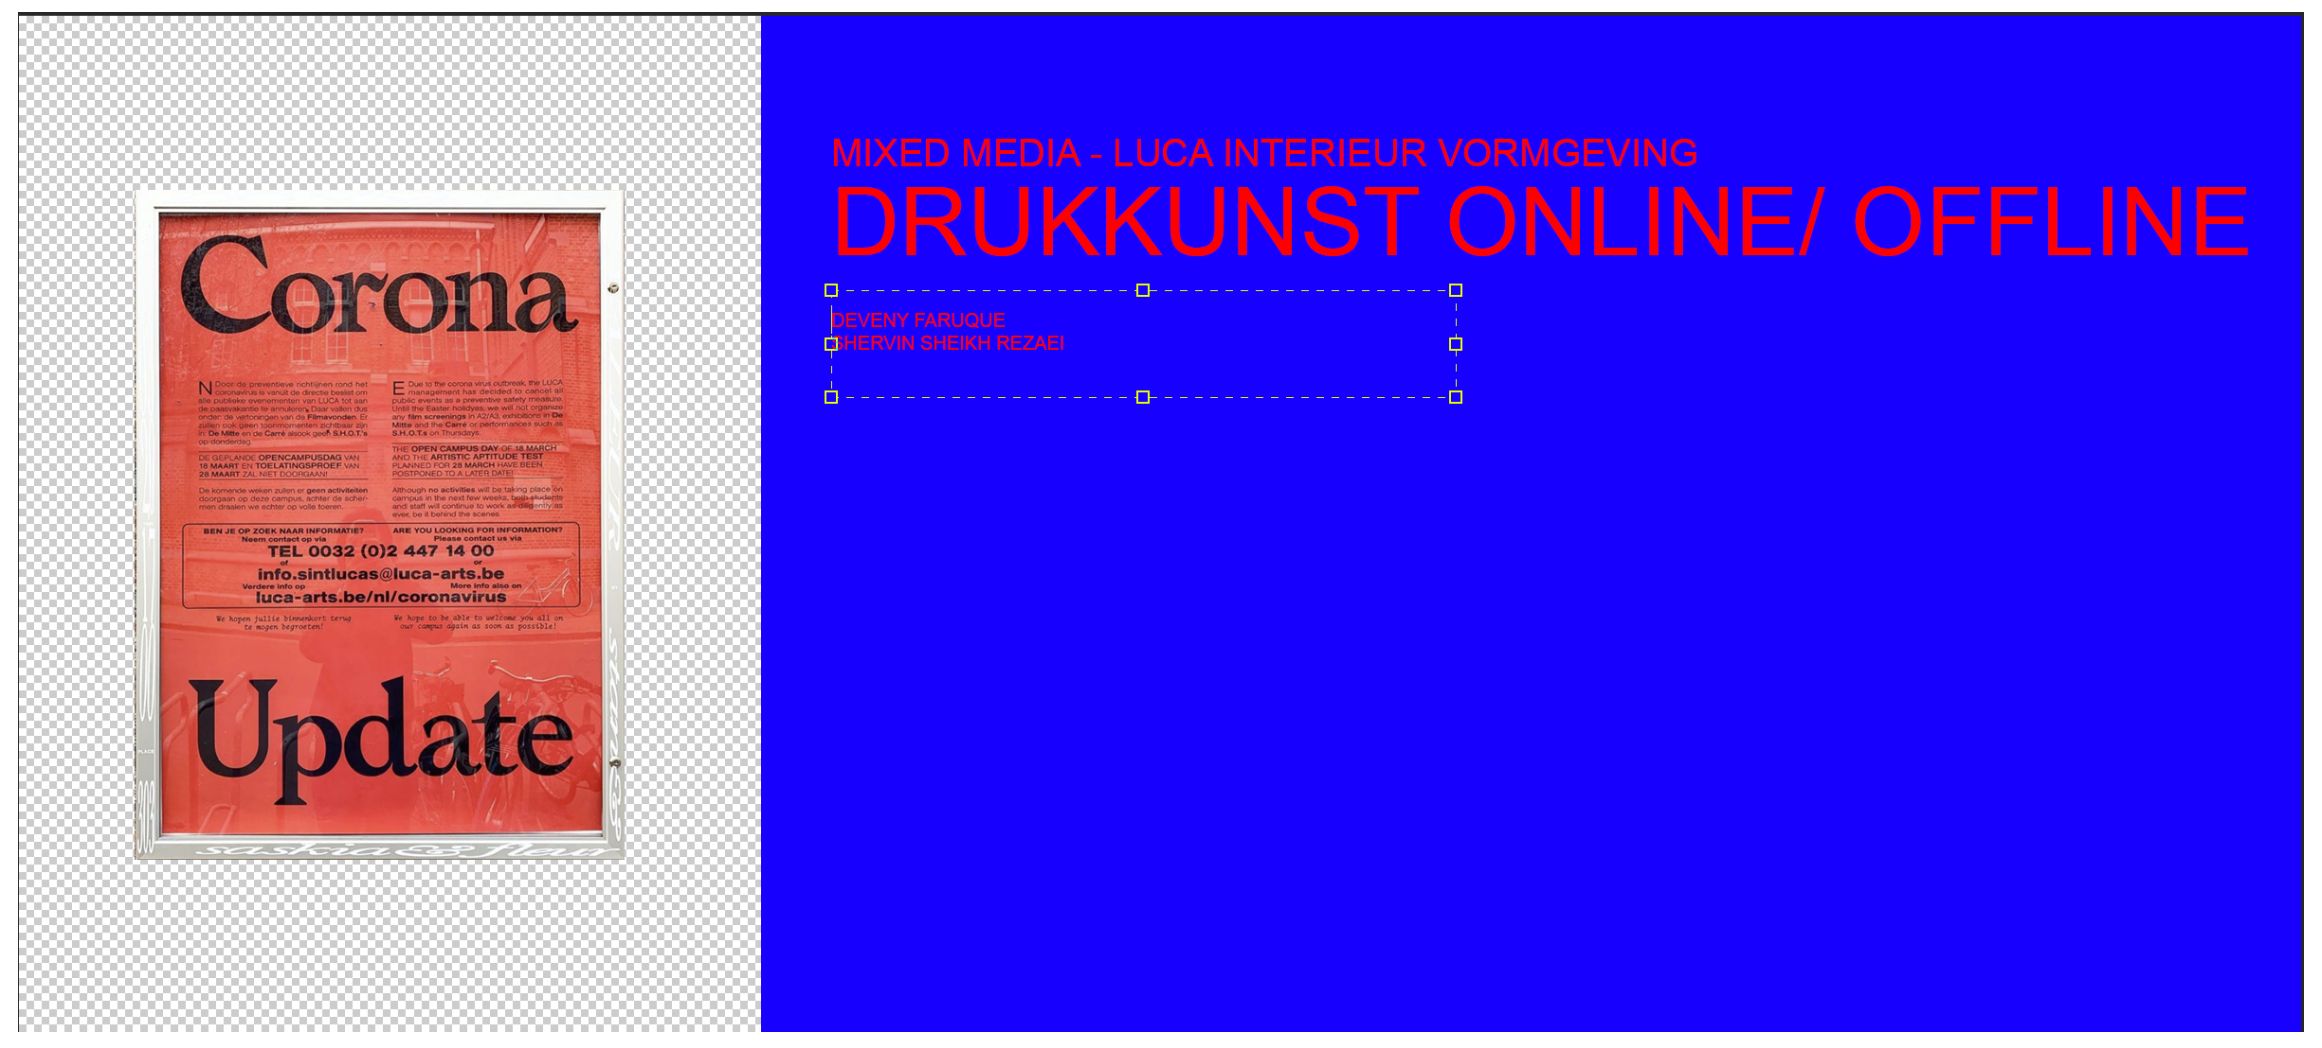 Corona
N Door de preventieve richtlijnen rond het
coronavirus is vanuit de directie beslist om
alle publieke evenementen van LUCA tot aan
de paasvakantie te annuleren. Daar vallen dus
onder: de vertoningen van de Filmavonden. Er
zullen ook geen toonmomenten zichtbaar zijn
in: De Mitte en de Carré alsook geen S.H.O.T.'s
op donderdag.
DE GEPLANDE OPENCAMPUSDAG VAN
18 MAART EN TOELATINGSPROEF VAN
28 MAART ZAL NIET DOORGAAN!
De komende weken zullen er geen activiteiten
doorgaan op deze campus, achter de scher-
men draaien we echter op volle toeren.
E Due to the corona virus outbreak, the LUCA
management has decided to cancel all
public events as a preventive safety measure.
Until the Easter holidyas, we will not organize
any film screenings in A2/A3, exhibitions in De
Mitte and the Carré or performances such as
S.H.O.T.s on Thursdays.
THE OPEN CAMPUS DAY OF 18 MARCH
AND THE ARTISTIC APTITUDE TEST
PLANNED FOR 28 MARCH HAVE BEEN
POSTPONED TO A LATER DATE!
Although no activities will be taking place on
campus in the next few weeks, both students
and staff will continue to work as diligently as
ever, be it behind the scenes.
BEN JE OP ZOEK NAAR INFORMATIE? ARE YOU LOOKING FOR INFORMATION?
Neem contact op via Please contact us via
TEL 0032 (0)2 447 14 00
of or
info.sintlucas@luca-arts.be
Verdere info op More info also on
luca-arts.be/nl/coronavirus
We hopen jullie binnenkort terug
te mogen begroeten!
We hope to be able to welcome you all on
our campus again as soon as possible!
Update
saskia & fleur
PLACE
MIXED MEDIA - LUCA INTERIEUR VORMGEVING
DRUKKUNST ONLINE/ OFFLINE
DEVENY FARUQUE
SHERVIN SHEIKH REZAEI